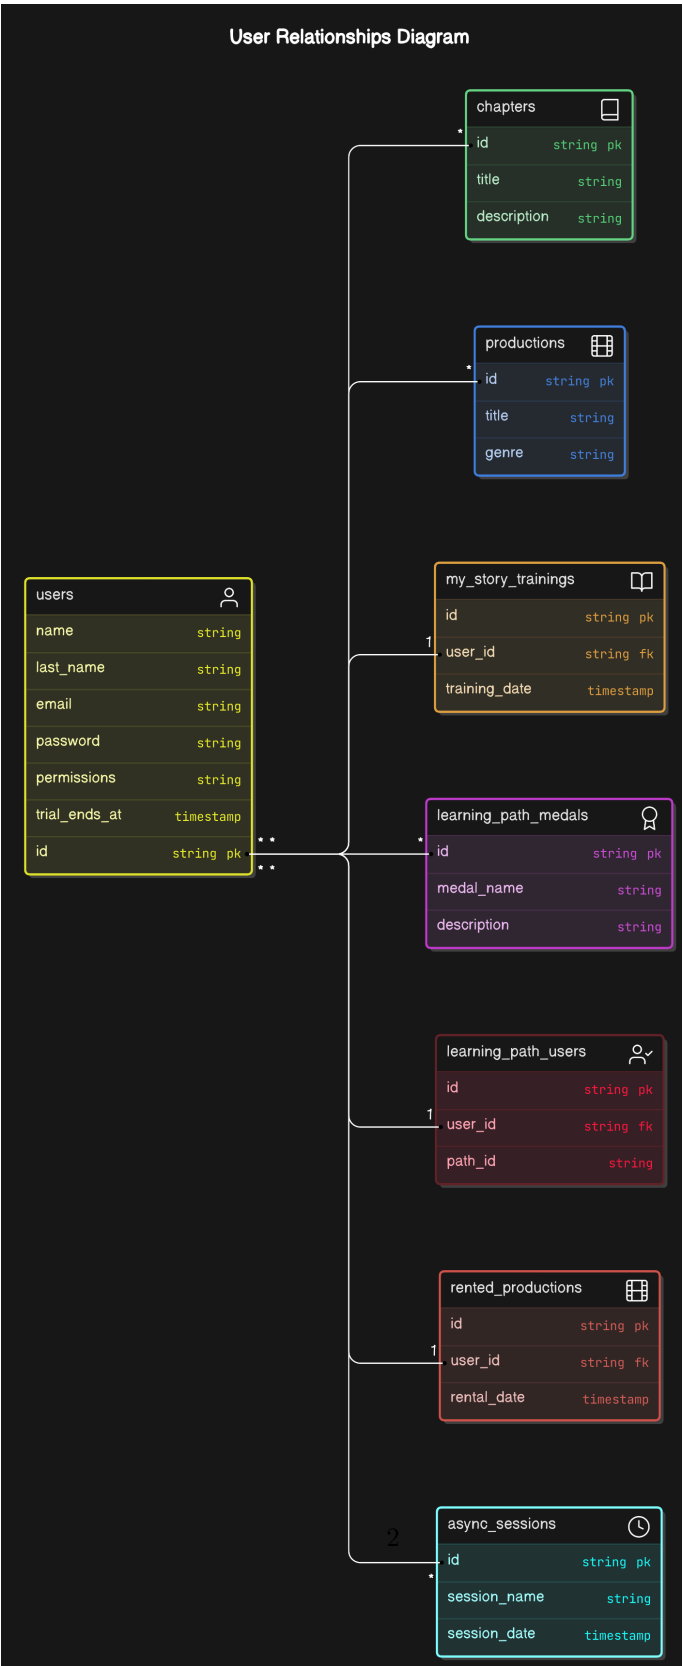 User Relationships Diagram
chapters
*
id string pk
title string
description string
productions
*
id string pk
title string
genre string
my_story_trainings
id string pk
1
user_id string fk
training_date timestamp
users
name string
last_name string
email string
password string
permissions string
trial_ends_at timestamp
id string pk
* *
* *
learning_path_medals
*
id string pk
medal_name string
description string
learning_path_users
id string pk
1
user_id string fk
path_id string
rented_productions
id string pk
1
user_id string fk
rental_date timestamp
async_sessions
2
id string pk
*
session_name string
session_date timestamp